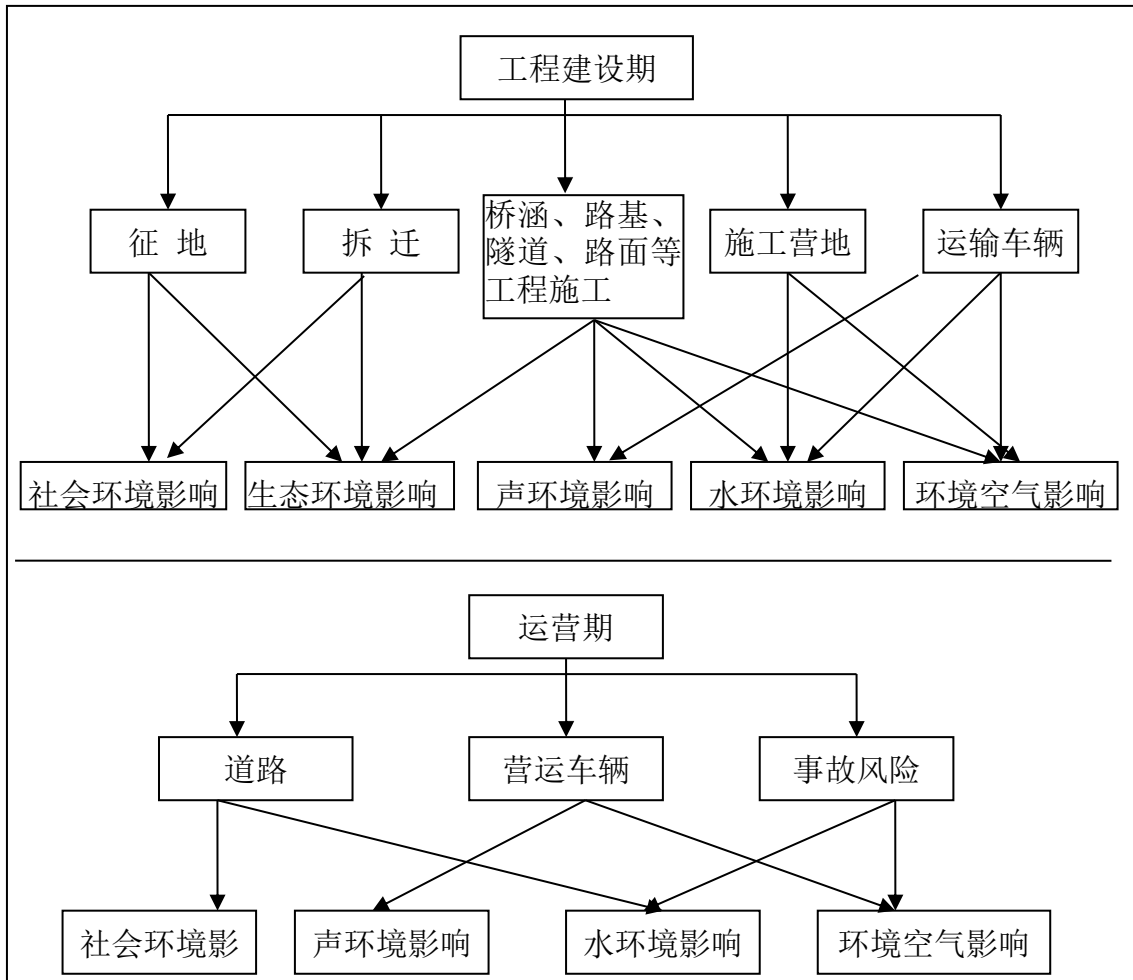 工程建设期
征 地
拆 迁
桥涵、路基、
隧道、路面等
工程施工
施工营地
运输车辆
社会环境影响
生态环境影响
声环境影响
水环境影响
环境空气影响
运营期
道路
营运车辆
事故风险
社会环境影
声环境影响
水环境影响
环境空气影响